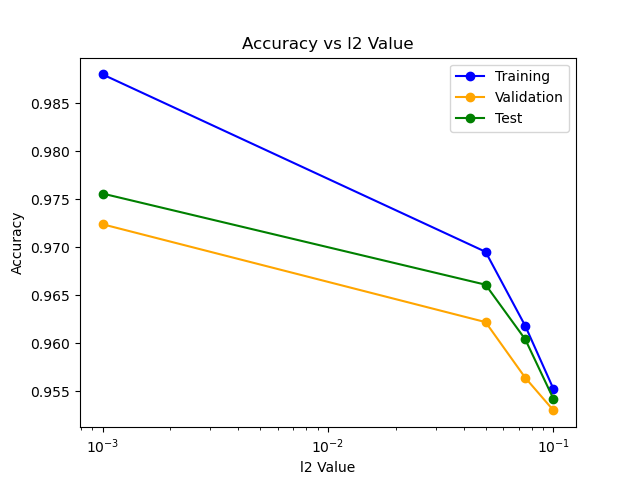 Accuracy vs l2 Value
Training
Validation
Test
Accuracy
0.985
0.980
0.975
0.970
0.965
0.960
0.955
10⁻³
10⁻²
10⁻¹
l2 Value